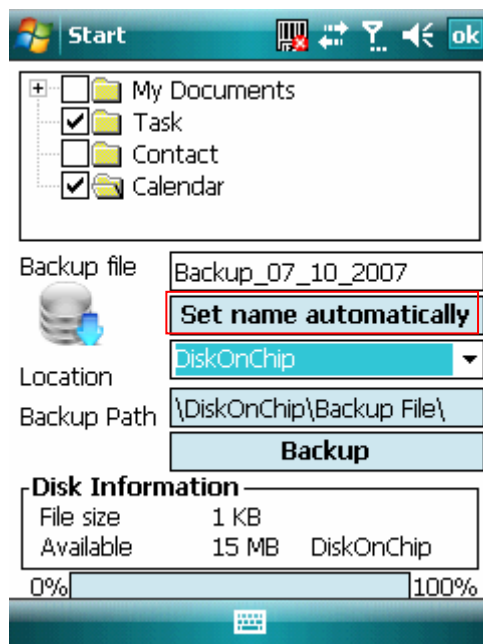 Start ok
My Documents
Task
Contact
Calendar
Backup file
Backup_07_10_2007
Set name automatically
DiskOnChip
Location
Backup Path
\DiskOnChip\Backup File\
Backup
Disk Information
File size 1 KB
Available 15 MB DiskOnChip
0% 100%